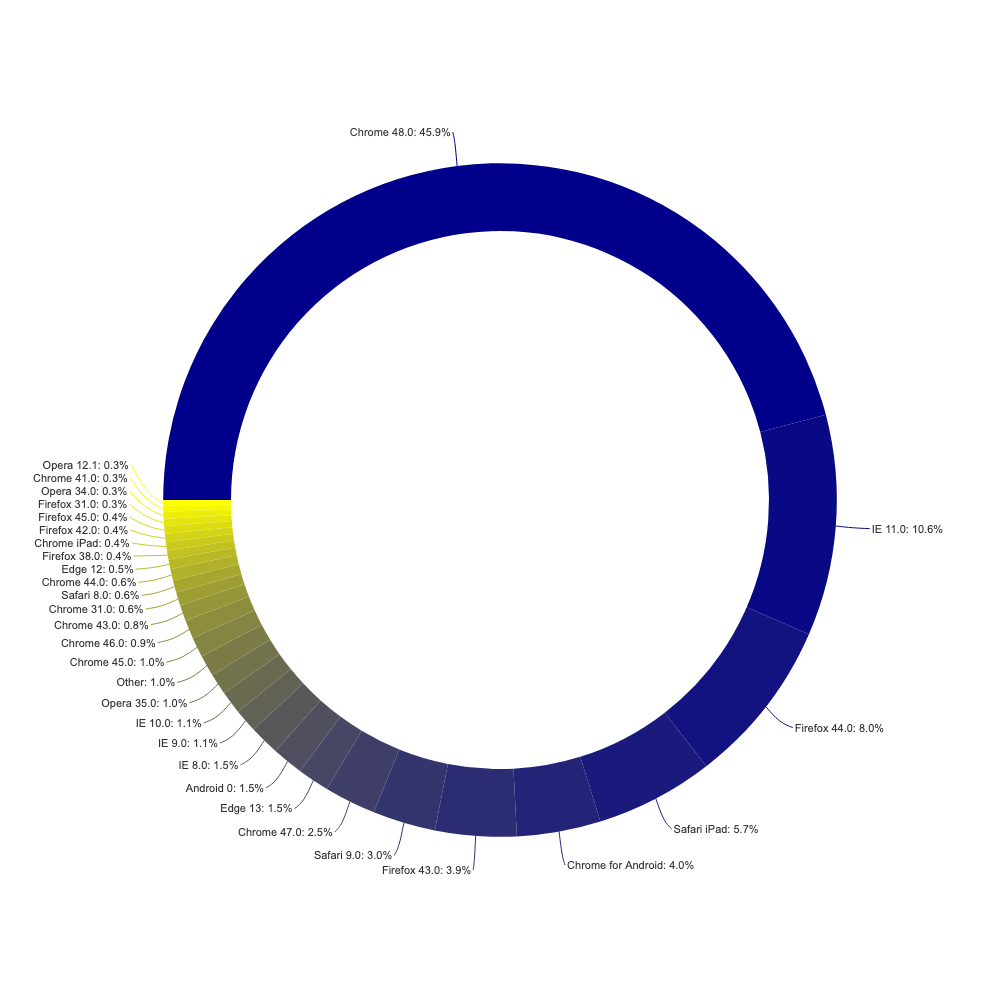 Chrome 48.0: 45.9%
IE 11.0: 10.6%
Firefox 44.0: 8.0%
Safari iPad: 5.7%
Chrome for Android: 4.0%
Firefox 43.0: 3.9%
Safari 9.0: 3.0%
Chrome 47.0: 2.5%
Edge 13: 1.5%
Android 0: 1.5%
IE 8.0: 1.5%
IE 9.0: 1.1%
IE 10.0: 1.1%
Opera 35.0: 1.0%
Other: 1.0%
Chrome 45.0: 1.0%
Chrome 46.0: 0.9%
Chrome 43.0: 0.8%
Chrome 31.0: 0.6%
Safari 8.0: 0.6%
Chrome 44.0: 0.6%
Edge 12: 0.5%
Firefox 38.0: 0.4%
Chrome iPad: 0.4%
Firefox 42.0: 0.4%
Firefox 45.0: 0.4%
Firefox 31.0: 0.3%
Opera 34.0: 0.3%
Chrome 41.0: 0.3%
Opera 12.1: 0.3%